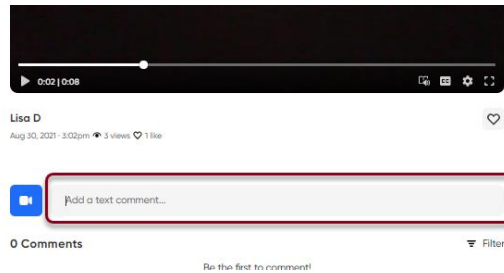 0:02 | 0:08
CC
Lisa D
Aug 30, 2021 - 3:02pm 3 views 1 like
Add a text comment...
0 Comments
Filter
Be the first to comment!